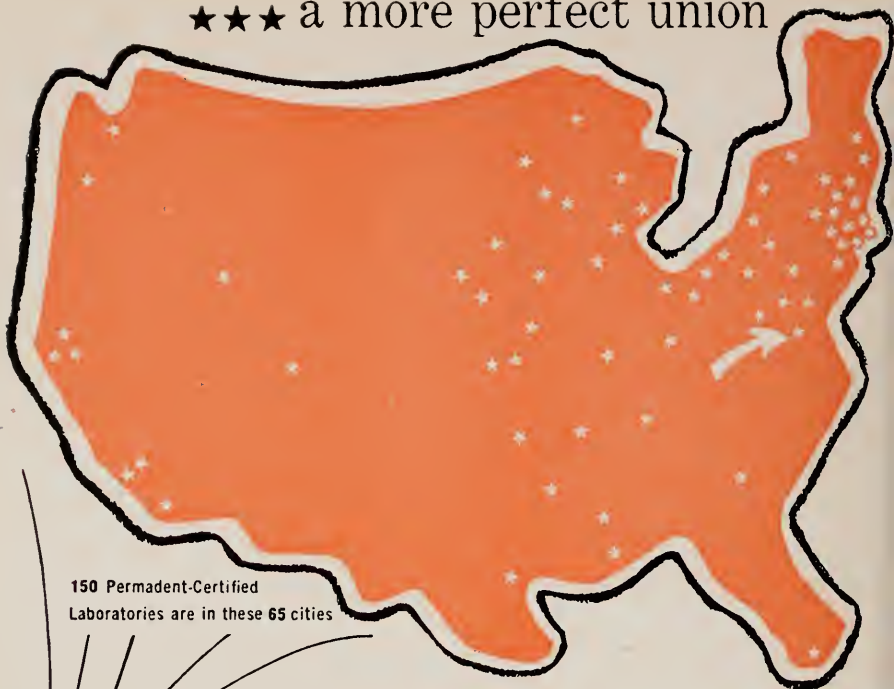 ★★★ a more perfect union
150 Permadent-Certified
Laboratories are in these 65 cities